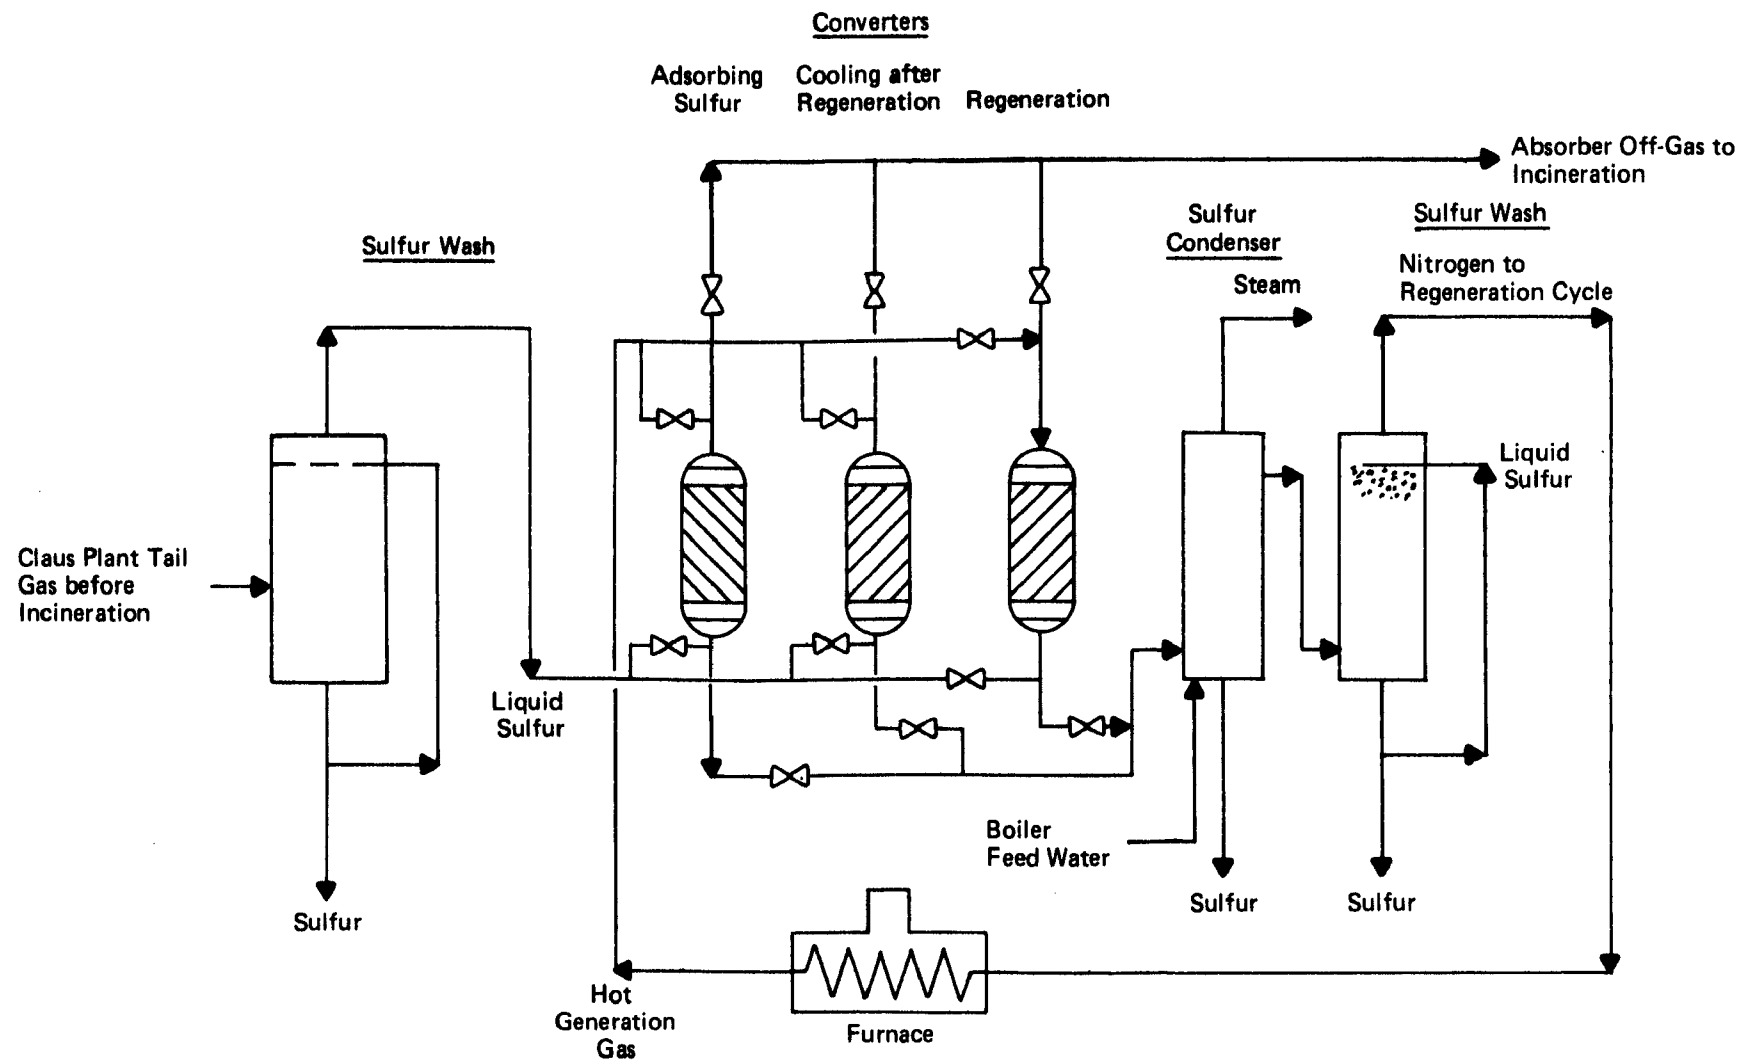 Converters
Adsorbing
Sulfur
Cooling after
Regeneration
Regeneration
Absorber Off-Gas to
Incineration
Sulfur Wash
Sulfur
Condenser
Steam
Sulfur Wash
Nitrogen to
Regeneration Cycle
Liquid
Sulfur
Claus Plant Tail
Gas before
Incineration
Liquid
Sulfur
Boiler
Feed Water
Sulfur
Sulfur
Sulfur
Hot
Generation
Gas
Furnace